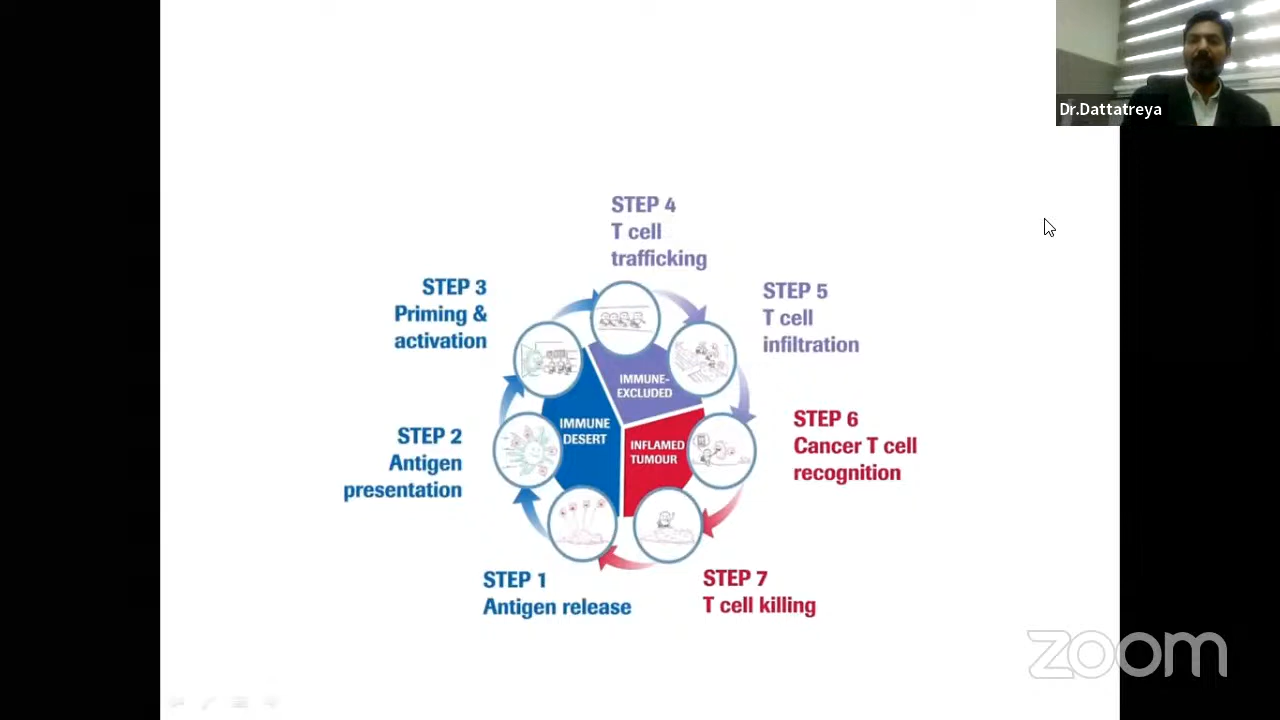 Dr.Dattatreya
STEP 4
T cell
trafficking
STEP 3
Priming &
activation
STEP 5
T cell
infiltration
IMMUNE-
EXCLUDED
IMMUNE
DESERT
INFLAMED
TUMOUR
STEP 2
Antigen
presentation
STEP 6
Cancer T cell
recognition
STEP 1
Antigen release
STEP 7
T cell killing
zoom